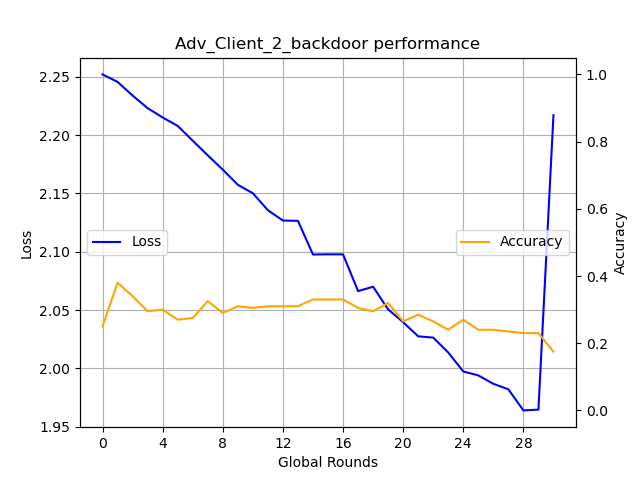 Adv_Client_2_backdoor performance
2.25
2.20
2.15
2.10
2.05
2.00
1.95
Loss
Loss
Accuracy
1.0
0.8
0.6
0.4
0.2
0.0
Accuracy
0 4 8 12 16 20 24 28
Global Rounds